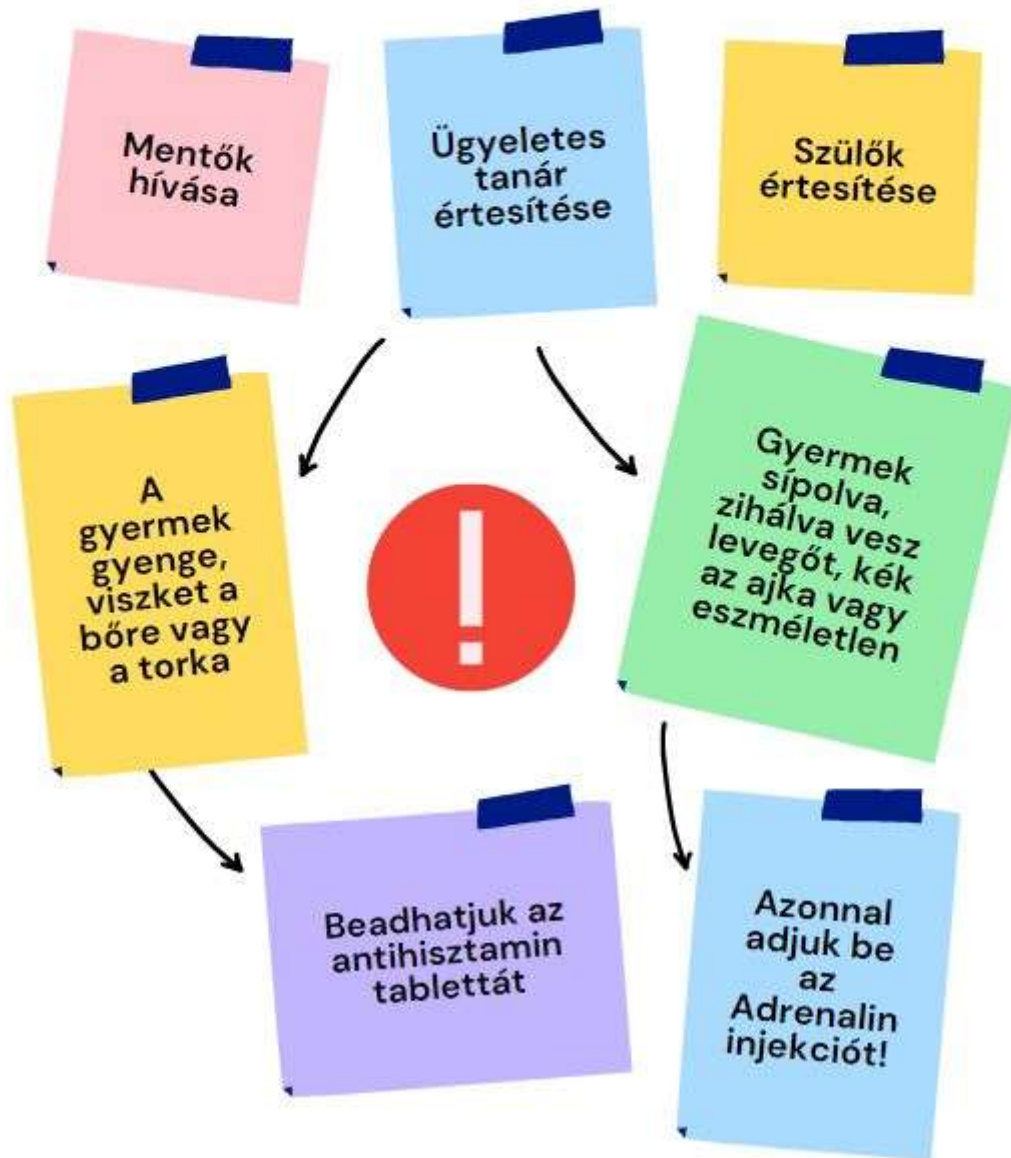 Mentők
hívása
Ügyeletes
tanár
értesítése
Szülők
értesítése
A
gyermek
gyenge,
viszket a
bőre vagy
a torka
Gyermek
sípolva,
zihálva vesz
levegőt, kék
az ajka vagy
eszméletlen
Beadhatjuk az
antihisztamin
tablettát
Azonnal
adjuk be
az
Adrenalin
injekciót!